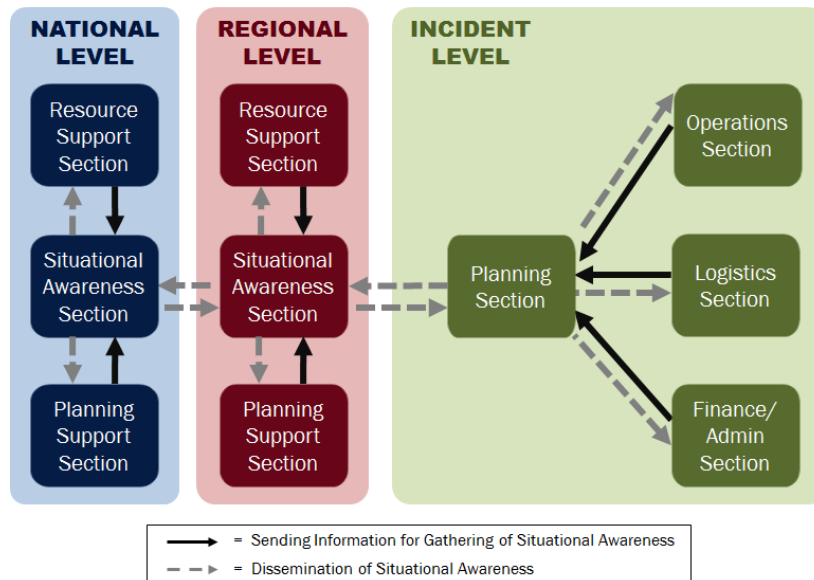 NATIONAL
LEVEL
Resource
Support
Section
Situational
Awareness
Section
Planning
Support
Section
REGIONAL
LEVEL
Resource
Support
Section
Situational
Awareness
Section
Planning
Support
Section
INCIDENT
LEVEL
Planning
Section
Operations
Section
Logistics
Section
Finance/
Admin
Section
= Sending Information for Gathering of Situational Awareness
= Dissemination of Situational Awareness